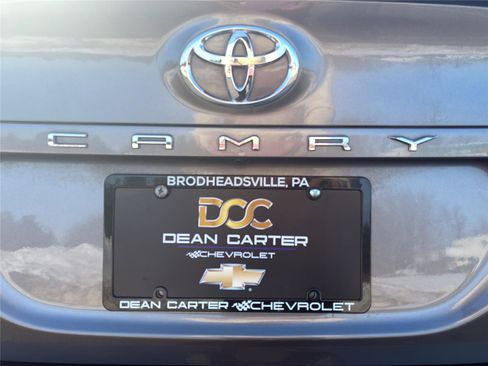 CAMRY
BRODHEADSVILLE, PA
DCC
DEAN CARTER
CHEVROLET
DEAN CARTER CHEVROLET